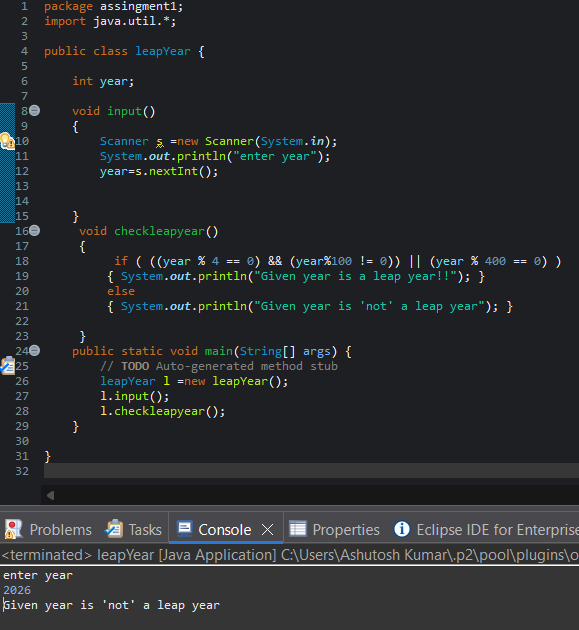 1 package assingment1;
2 import java.util.*;
3
4 public class leapYear {
5
6 int year;
7
8 void input()
9 {
10 Scanner s =new Scanner(System.in);
11 System.out.println("enter year");
12 year=s.nextInt();
13
14
15 }
16 void checkleapyear()
17 {
18 if ( ((year % 4 == 0) && (year%100 != 0)) || (year % 400 == 0) )
19 { System.out.println("Given year is a leap year!!"); }
20 else
21 { System.out.println("Given year is 'not' a leap year"); }
22
23 }
24 public static void main(String[] args) {
25 // TODO Auto-generated method stub
26 leapYear l =new leapYear();
27 l.input();
28 l.checkleapyear();
29 }
30
31 }
32
Problems Tasks Console Properties Eclipse IDE for Enterprise
<terminated> leapYear [Java Application] C:\Users\Ashutosh Kumar\.p2\pool\plugins\o
enter year
2026
Given year is 'not' a leap year